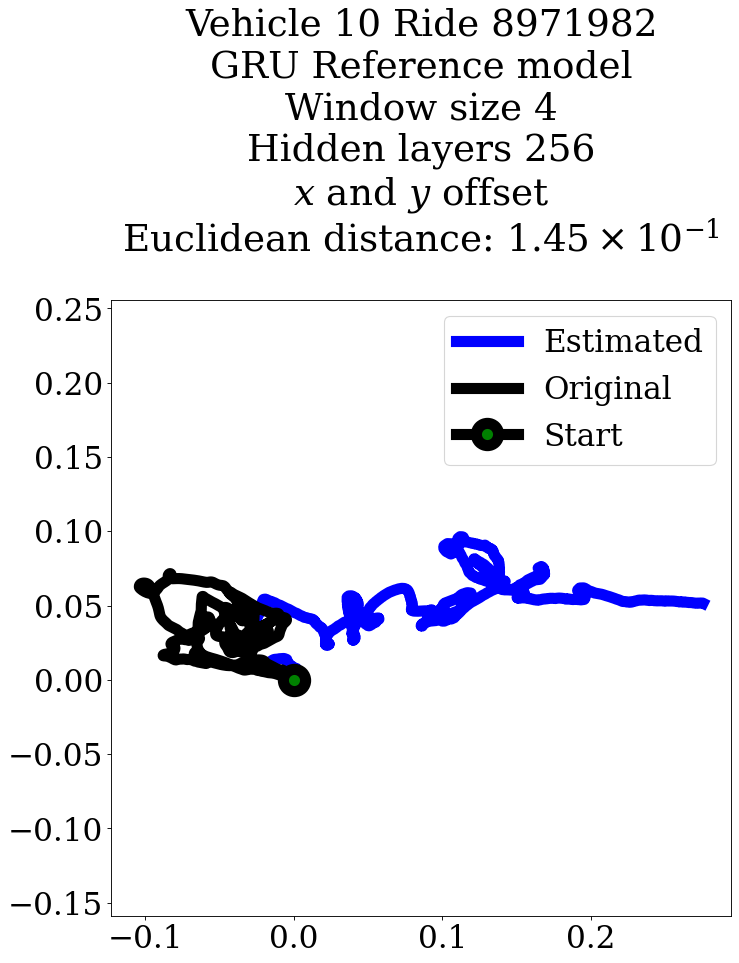 Vehicle 10 Ride 8971982
GRU Reference model
Window size 4
Hidden layers 256
x and y offset
Euclidean distance: 1.45 × 10⁻¹
0.25
0.20
0.15
0.10
0.05
0.00
−0.05
−0.10
−0.15
Estimated
Original
Start
−0.1 0.0 0.1 0.2